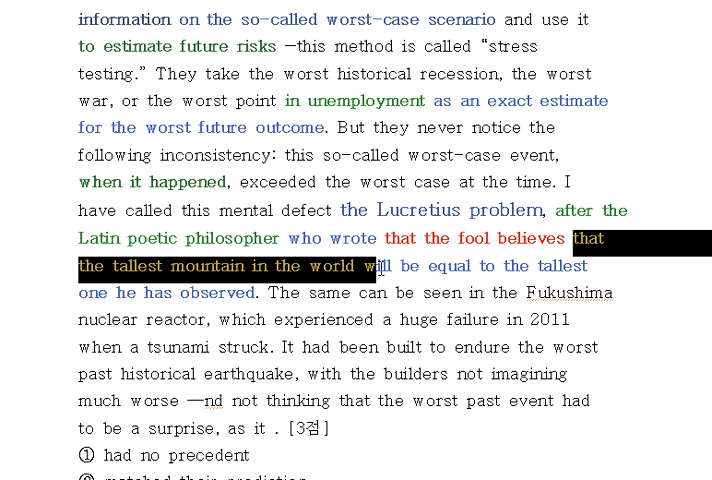 information on the so-called worst-case scenario and use it
to estimate future risks —this method is called “stress
testing.” They take the worst historical recession, the worst
war, or the worst point in unemployment as an exact estimate
for the worst future outcome. But they never notice the
following inconsistency: this so-called worst-case event,
when it happened, exceeded the worst case at the time. I
have called this mental defect the Lucretius problem, after the
Latin poetic philosopher who wrote that the fool believes that
the tallest mountain in the world will be equal to the tallest
one he has observed. The same can be seen in the Fukushima
nuclear reactor, which experienced a huge failure in 2011
when a tsunami struck. It had been built to endure the worst
past historical earthquake, with the builders not imagining
much worse —nd not thinking that the worst past event had
to be a surprise, as it . [3점]
① had no precedent
② matched their prediction